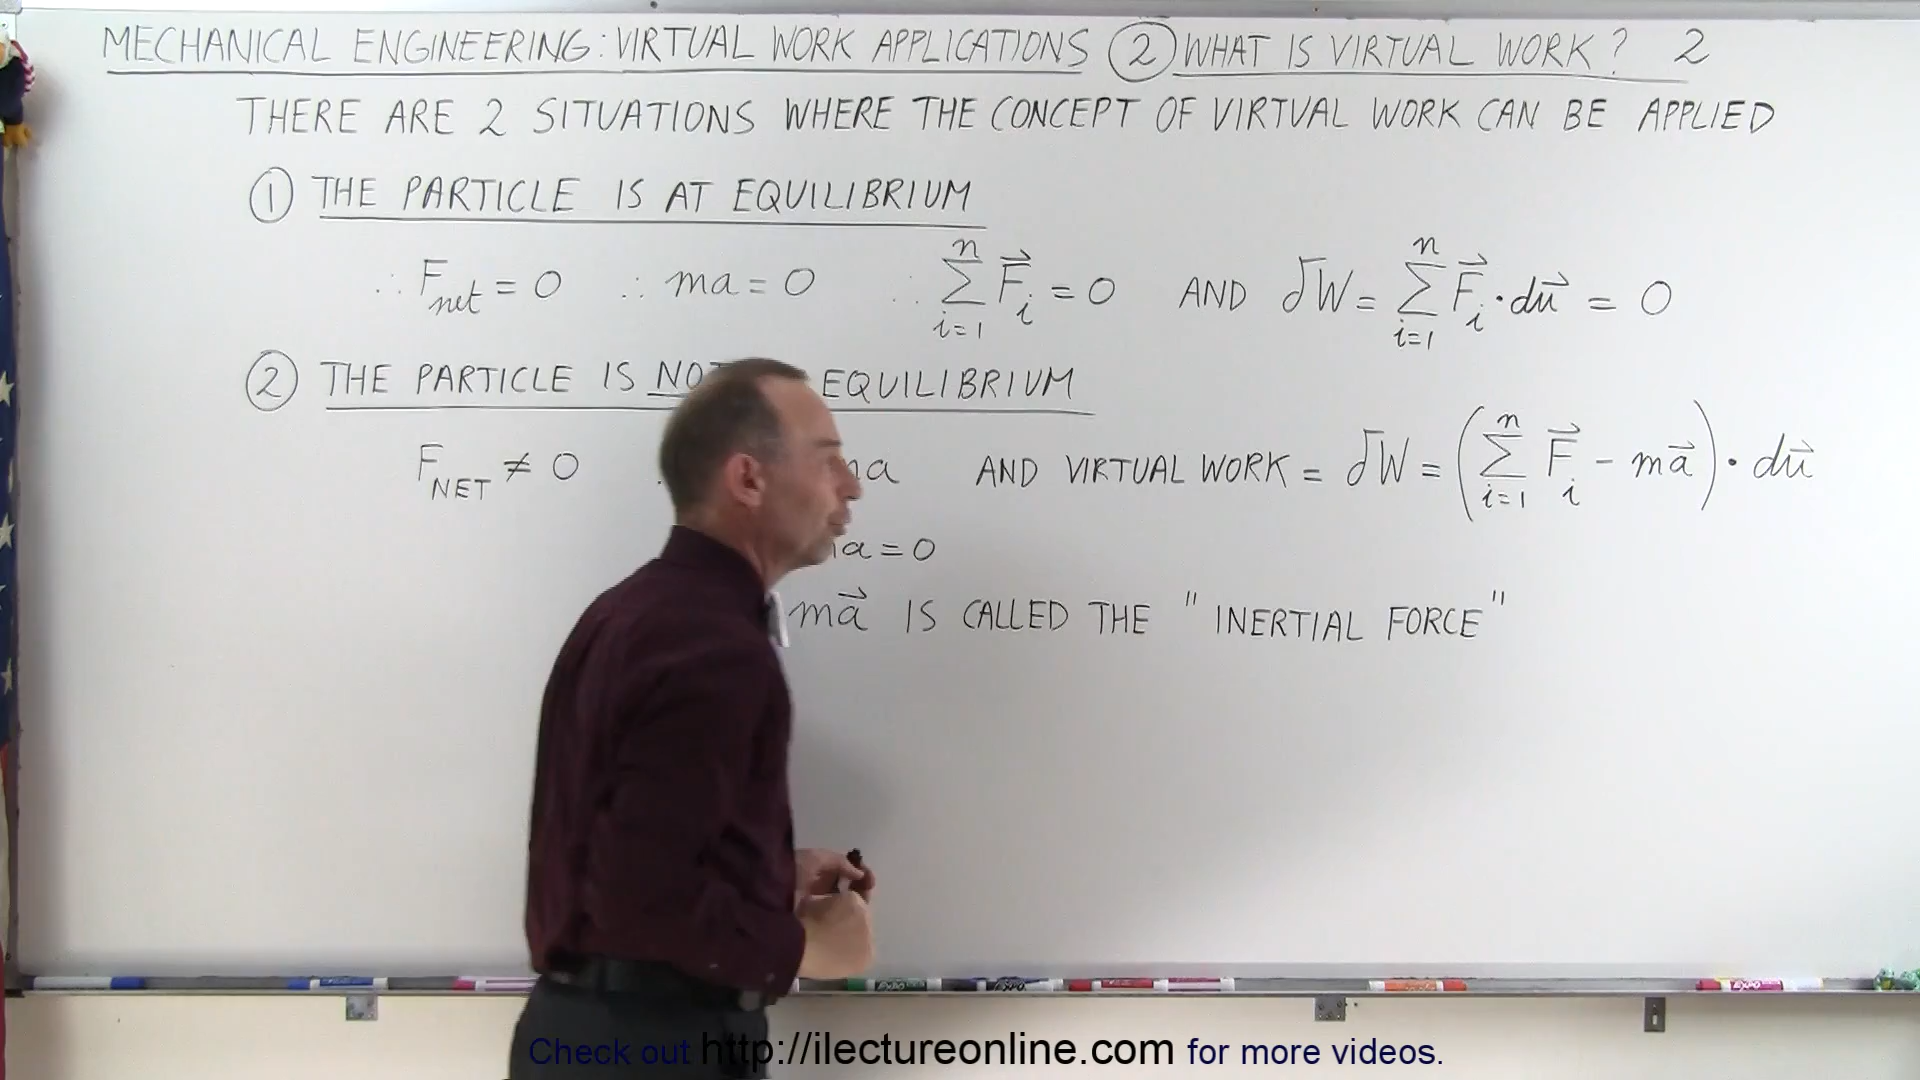 MECHANICAL ENGINEERING: VIRTUAL WORK APPLICATIONS ② WHAT IS VIRTUAL WORK? 2
THERE ARE 2 SITUATIONS WHERE THE CONCEPT OF VIRTUAL WORK CAN BE APPLIED
① THE PARTICLE IS AT EQUILIBRIUM
∴ F_net = 0 ∴ ma = 0 ∴ Σ_{i=1}^{n} F⃗_i = 0 AND δW = Σ_{i=1}^{n} F⃗_i · du⃗ = 0
② THE PARTICLE IS EQUILIBRIUM
F_NET ≠ 0 a AND VIRTUAL WORK = δW = (Σ_{i=1}^{n} F⃗_i − ma⃗) · du⃗
a = 0
ma⃗ IS CALLED THE "INERTIAL FORCE"
EXPO
Check out http://ilectureonline.com for more videos.